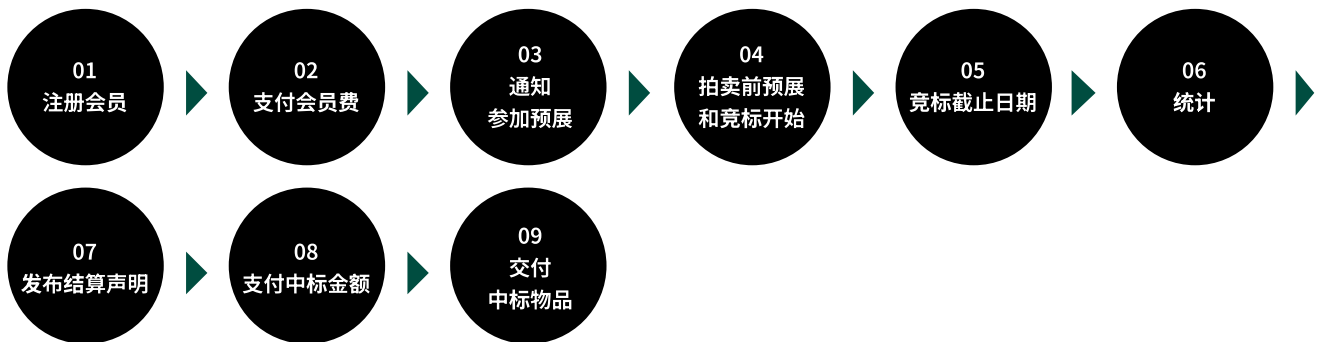 01
注册会员
02
支付会员费
03
通知
参加预展
04
拍卖前预展
和竞标开始
05
竞标截止日期
06
统计
07
发布结算声明
08
支付中标金额
09
交付
中标物品